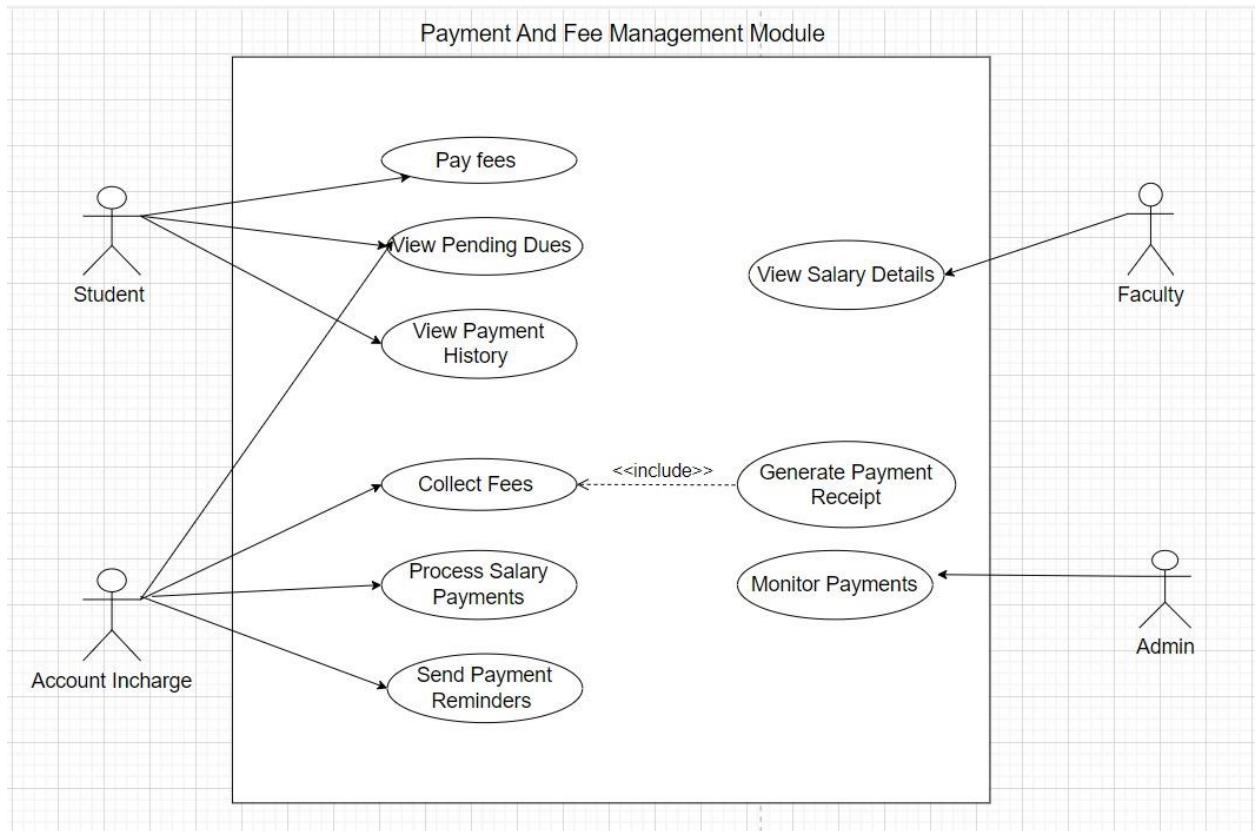 Payment And Fee Management Module
Pay fees
View Pending Dues
View Salary Details
Student
Faculty
View Payment
History
<<include>>
Collect Fees
Generate Payment
Receipt
Process Salary
Payments
Monitor Payments
Admin
Send Payment
Reminders
Account Incharge